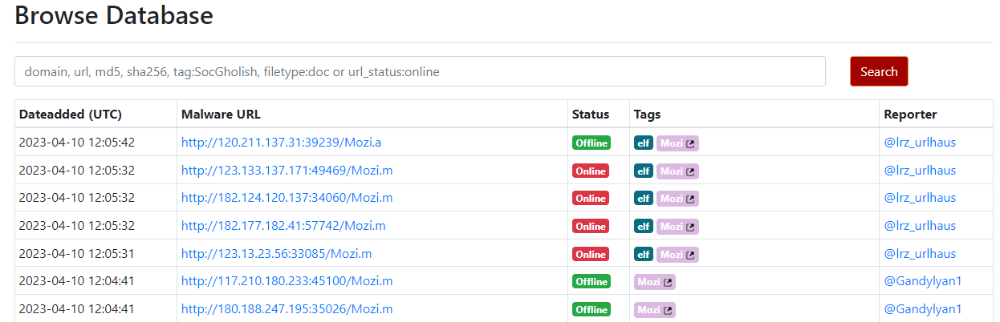 Browse Database
domain, url, md5, sha256, tag:SocGholish, filetype:doc or url_status:online Search
Dateadded (UTC) Malware URL Status Tags Reporter
2023-04-10 12:05:42 http://120.211.137.31:39239/Mozi.a Offline elf Mozi @lrz_urlhaus
2023-04-10 12:05:32 http://123.133.137.171:49469/Mozi.m Online elf Mozi @lrz_urlhaus
2023-04-10 12:05:32 http://182.124.120.137:34060/Mozi.m Online elf Mozi @lrz_urlhaus
2023-04-10 12:05:32 http://182.177.182.41:57742/Mozi.m Online elf Mozi @lrz_urlhaus
2023-04-10 12:05:31 http://123.13.23.56:33085/Mozi.m Online elf Mozi @lrz_urlhaus
2023-04-10 12:04:41 http://117.210.180.233:45100/Mozi.m Offline Mozi @Gandylyan1
2023-04-10 12:04:41 http://180.188.247.195:35026/Mozi.m Offline Mozi @Gandylyan1